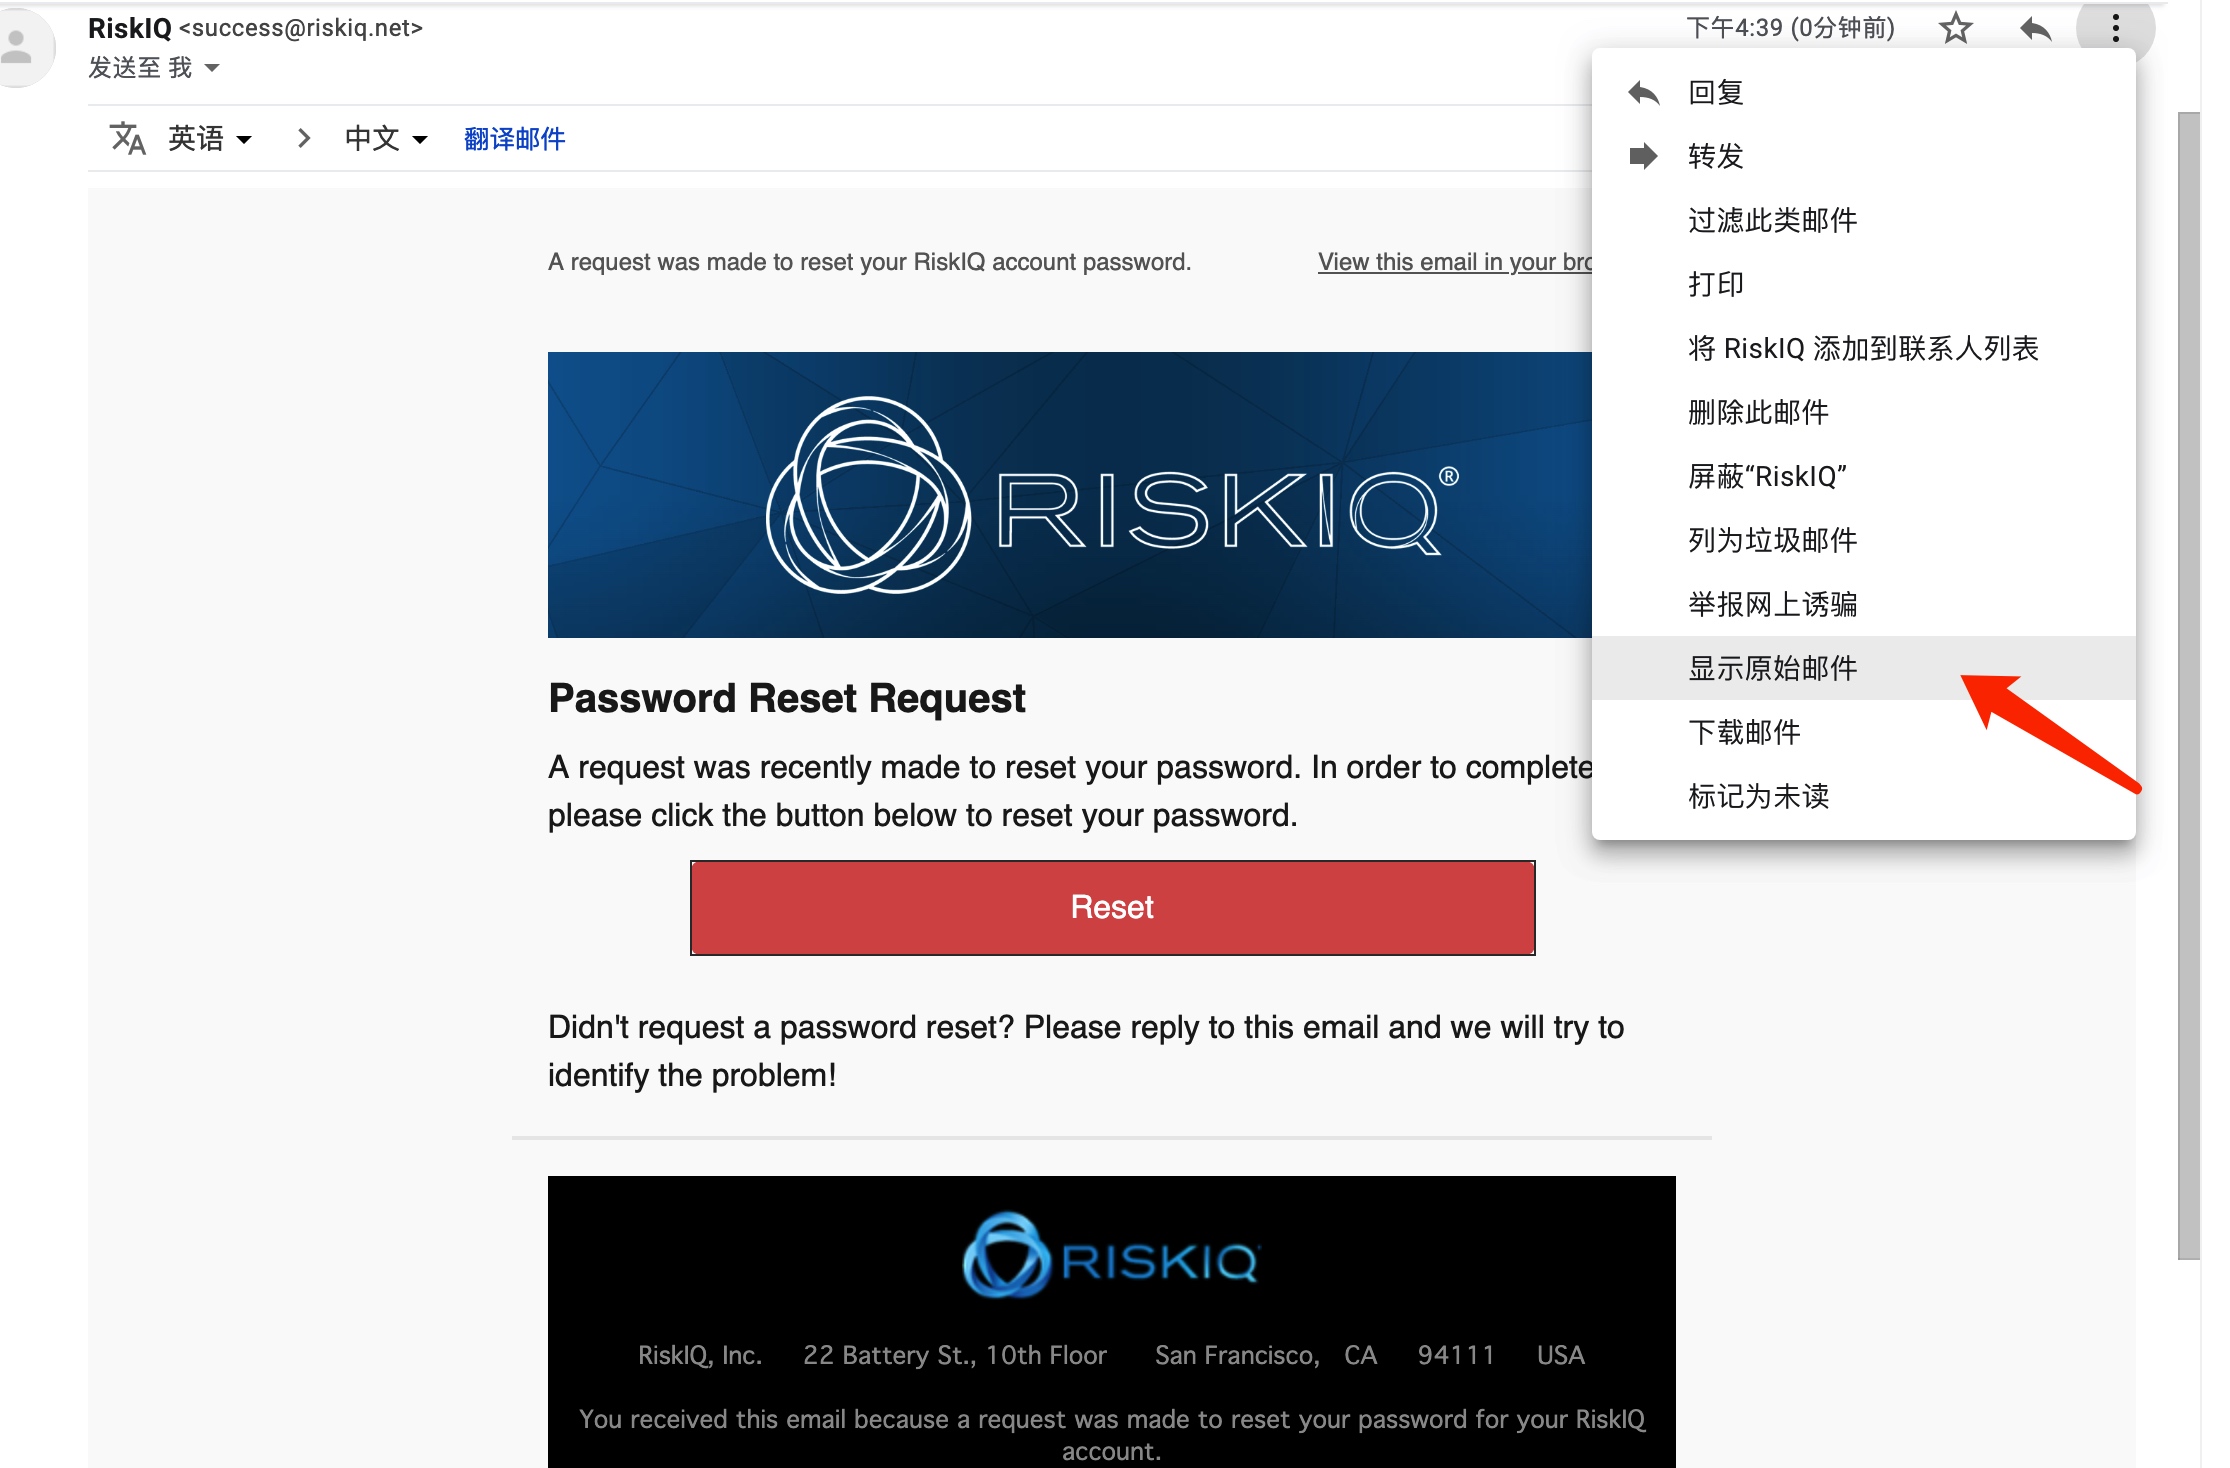 RiskIQ <success@riskiq.net>
下午4:39 (0分钟前)
发送至 我
英语 > 中文 翻译邮件
A request was made to reset your RiskIQ account password.
View this email in your bro
RISKIQ®
Password Reset Request
A request was recently made to reset your password. In order to complete
please click the button below to reset your password.
Reset
Didn't request a password reset? Please reply to this email and we will try to
identify the problem!
RISKIQ
RiskIQ, Inc. 22 Battery St., 10th Floor San Francisco, CA 94111 USA
You received this email because a request was made to reset your password for your RiskIQ
account.
回复
转发
过滤此类邮件
打印
将 RiskIQ 添加到联系人列表
删除此邮件
屏蔽“RiskIQ”
列为垃圾邮件
举报网上诱骗
显示原始邮件
下载邮件
标记为未读